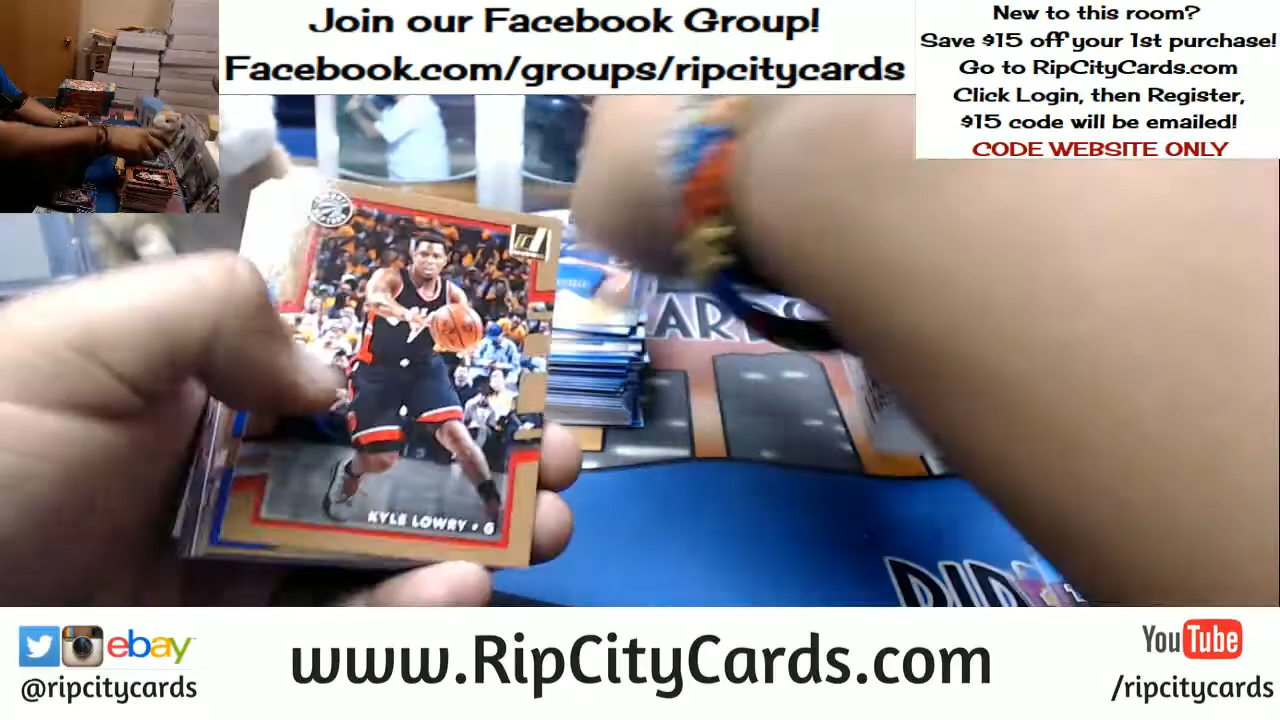 Join our Facebook Group!
Facebook.com/groups/ripcitycards
New to this room?
Save $15 off your 1st purchase!
Go to RipCityCards.com
Click Login, then Register,
$15 code will be emailed!
CODE WEBSITE ONLY
KYLE LOWRY • G
ARDS
RIP
ebay
@ripcitycards
www.RipCityCards.com
YouTube
/ripcitycards